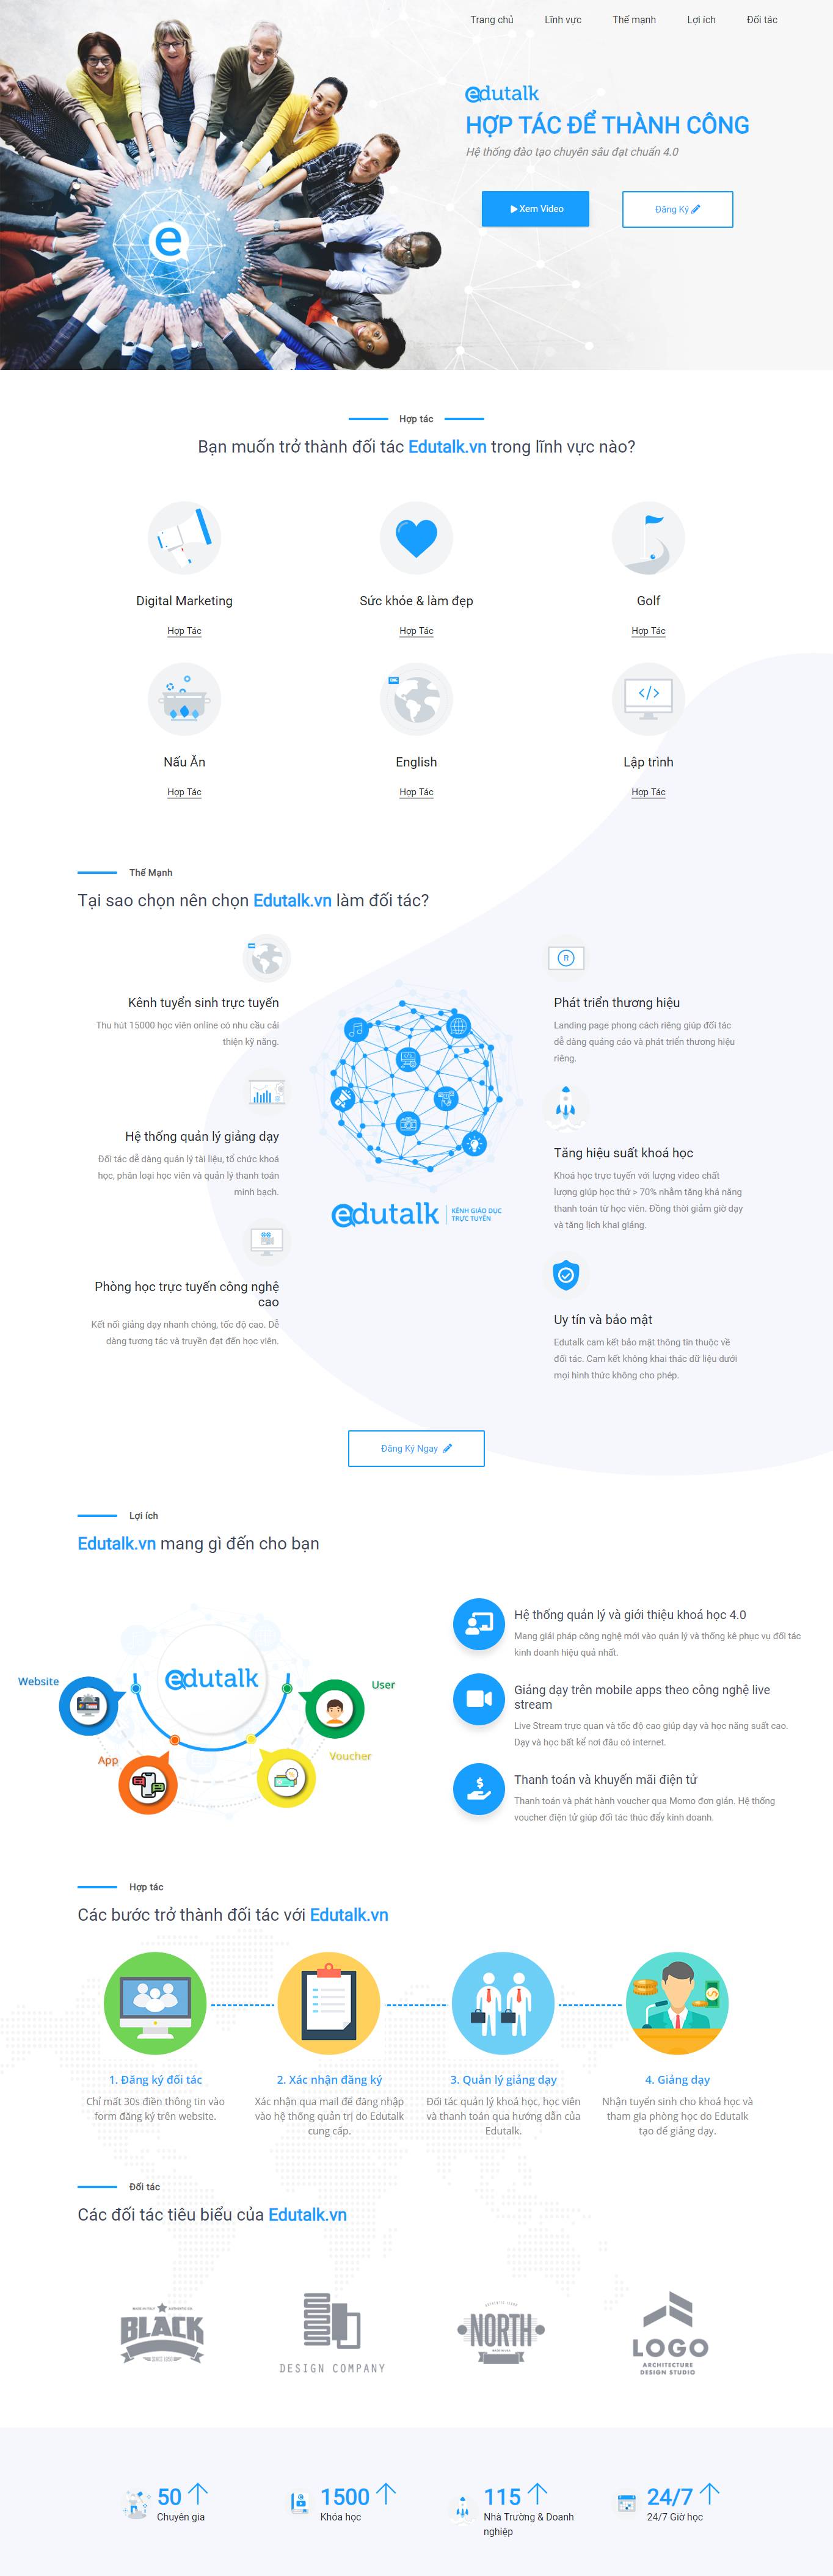 Trang chủ Lĩnh vực Thế mạnh Lợi ích Đối tác
edutalk
HỢP TÁC ĐỂ THÀNH CÔNG
Hệ thống đào tạo chuyên sâu đạt chuẩn 4.0
Xem Video Đăng Ký
e
Hợp tác
Bạn muốn trở thành đối tác Edutalk.vn trong lĩnh vực nào?
Digital Marketing Sức khỏe & làm đẹp Golf
Hợp Tác Hợp Tác Hợp Tác
Nấu Ăn English Lập trình
Hợp Tác Hợp Tác Hợp Tác
Thế Mạnh
Tại sao chọn nên chọn Edutalk.vn làm đối tác?
Kênh tuyển sinh trực tuyến
Thu hút 15000 học viên online có nhu cầu cải
thiện kỹ năng.
Hệ thống quản lý giảng dạy
Đối tác dễ dàng quản lý tài liệu, tổ chức khoá
học, phân loại học viên và quản lý thanh toán
minh bạch.
Phòng học trực tuyến công nghệ
cao
Kết nối giảng dạy nhanh chóng, tốc độ cao. Dễ
dàng tương tác và truyền đạt đến học viên.
edutalk
KÊNH GIÁO DỤC
TRỰC TUYẾN
R
Phát triển thương hiệu
Landing page phong cách riêng giúp đối tác
dễ dàng quảng cáo và phát triển thương hiệu
riêng.
Tăng hiệu suất khoá học
Khoá học trực tuyến với lượng video chất
lượng giúp học thử > 70% nhằm tăng khả năng
thanh toán từ học viên. Đồng thời giảm giờ dạy
và tăng lịch khai giảng.
Uy tín và bảo mật
Edutalk cam kết bảo mật thông tin thuộc về
đối tác. Cam kết không khai thác dữ liệu dưới
mọi hình thức không cho phép.
Đăng Ký Ngay
Lợi ích
Edutalk.vn mang gì đến cho bạn
edutalk
Website
User
App
Voucher
Hệ thống quản lý và giới thiệu khoá học 4.0
Mang giải pháp công nghệ mới vào quản lý và thống kê phục vụ đối tác
kinh doanh hiệu quả nhất.
Giảng dạy trên mobile apps theo công nghệ live
stream
Live Stream trực quan và tốc độ cao giúp dạy và học năng suất cao.
Dạy và học bất kể nơi đâu có internet.
Thanh toán và khuyến mãi điện tử
Thanh toán và phát hành voucher qua Momo đơn giản. Hệ thống
voucher điện tử giúp đối tác thúc đẩy kinh doanh.
Hợp tác
Các bước trở thành đối tác với Edutalk.vn
1. Đăng ký đối tác
Chỉ mất 30s điền thông tin vào
form đăng ký trên website.
2. Xác nhận đăng ký
Xác nhận qua mail để đăng nhập
vào hệ thống quản trị do Edutalk
cung cấp.
3. Quản lý giảng dạy
Đối tác quản lý khoá học, học viên
và thanh toán qua hướng dẫn của
Edutalk.
4. Giảng dạy
Nhận tuyển sinh cho khoá học và
tham gia phòng học do Edutalk
tạo để giảng dạy.
Đối tác
Các đối tác tiêu biểu của Edutalk.vn
BLACK
DESIGN COMPANY
NORTH
LOGO
ARCHITECTURE
DESIGN STUDIO
50
Chuyên gia
1500
Khóa học
115
Nhà Trường & Doanh
nghiệp
24/7
24/7 Giờ học